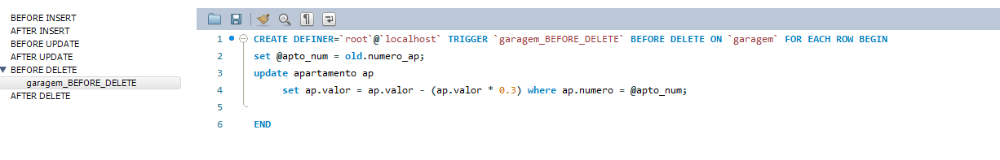 BEFORE INSERT
AFTER INSERT
BEFORE UPDATE
AFTER UPDATE
BEFORE DELETE
garagem_BEFORE_DELETE
AFTER DELETE
1 CREATE DEFINER=`root`@`localhost` TRIGGER `garagem_BEFORE_DELETE` BEFORE DELETE ON `garagem` FOR EACH ROW BEGIN
2 set @apto_num = old.numero_ap;
3 update apartamento ap
4 set ap.valor = ap.valor - (ap.valor * 0.3) where ap.numero = @apto_num;
5
6 END